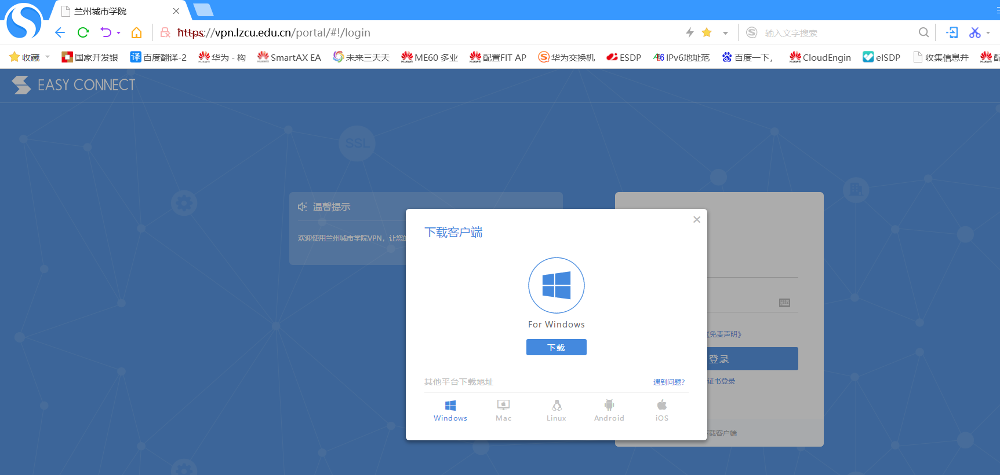 兰州城市学院
https://vpn.lzcu.edu.cn/portal/#!/login
输入文字搜索
收藏 国家开发银 百度翻译-2 华为 - 构 SmartAX EA 未来三天天 ME60 多业 配置FIT AP 华为交换机 ESDP IPv6地址范 百度一下， CloudEngin eISDP 收集信息并 配
EASY CONNECT
SSL
温馨提示
欢迎使用兰州城市学院VPN，让您
下载客户端
For Windows
下载
《免责声明》
登录
证书登录
其他平台下载地址
遇到问题?
Windows Mac Linux Android iOS
载客户端